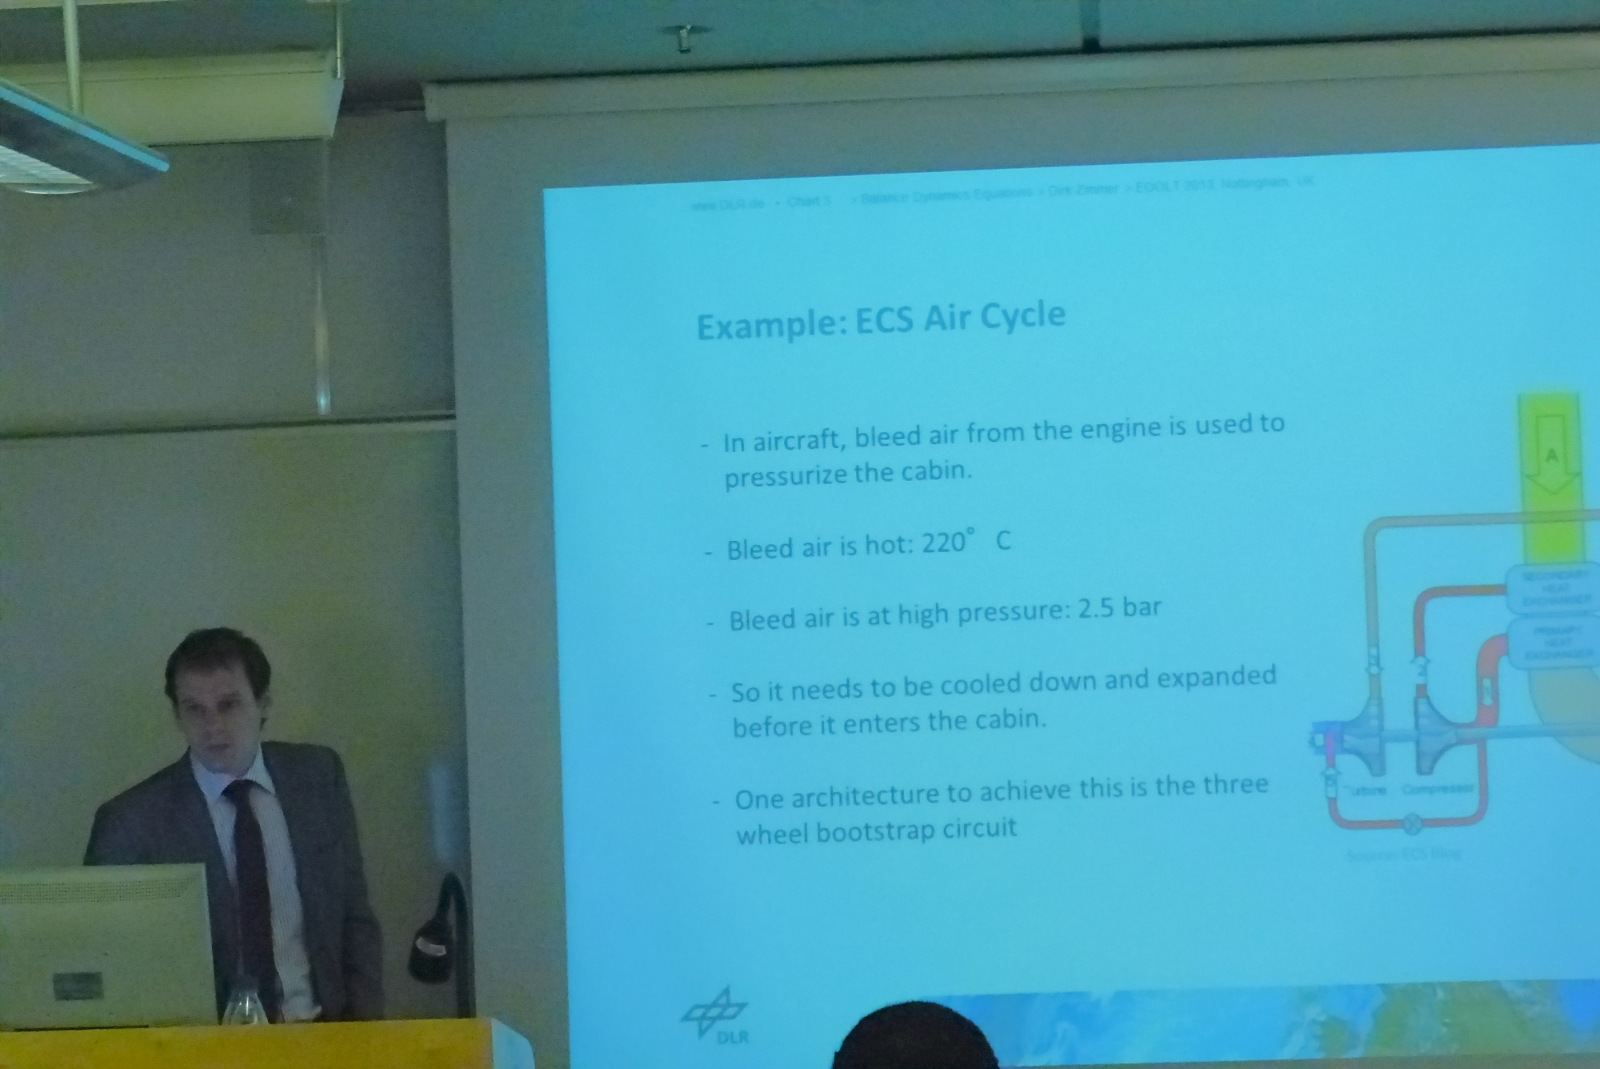 www.DLR.de • Chart 3 > Balance Dynamics Equations > Dirk Zimmer > EOOLT 2013, Nottingham, UK
Example: ECS Air Cycle
- In aircraft, bleed air from the engine is used to
pressurize the cabin.
- Bleed air is hot: 220° C
- Bleed air is at high pressure: 2.5 bar
- So it needs to be cooled down and expanded
before it enters the cabin.
- One architecture to achieve this is the three
wheel bootstrap circuit
A
SECONDARY
HEAT
EXCHANGER
PRIMARY
HEAT
EXCHANGER
2
1
Turbine Compressor
Source: ECS Blog
DLR